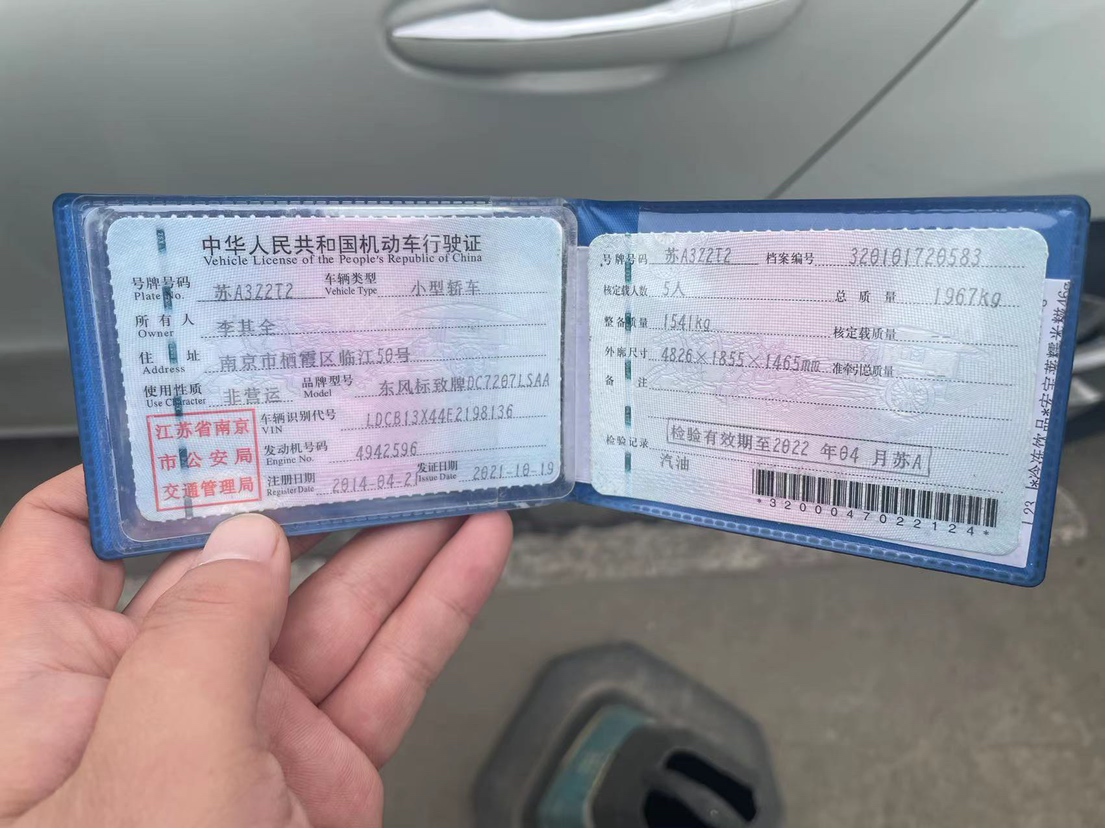 中华人民共和国机动车行驶证
Vehicle License of the People's Republic of China
号牌号码 苏A3Z2T2 车辆类型 小型轿车
Plate No. Vehicle Type
所有人 李其全
Owner
住址 南京市栖霞区临江50号
Address
使用性质 非营运 品牌型号 东风标致牌DC7207LSAA
Use Character Model
江苏省南京
市公安局
交通管理局
车辆识别代号 LDCB13X44E2198136
VIN
发动机号码 4942596
Engine No.
注册日期 2014-04-21 发证日期 2021-10-19
Register Date Issue Date
号牌号码 苏A3Z2T2 档案编号 320101720583
核定载人数 5人 总质量 1967kg
整备质量 1541kg 核定载质量
外廓尺寸 4826×1855×1465mm 准牵引总质量
备注
检验记录 检验有效期至2022年04月苏A
汽油
*3200047022124*